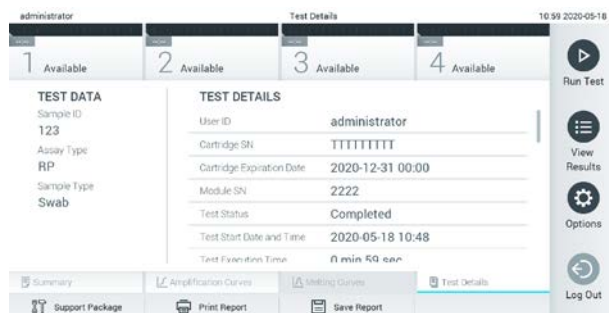 administrator Test Details 10:59 2020-05-18
1 Available 2 Available 3 Available 4 Available
Run Test
TEST DATA
Sample ID
123
Assay Type
RP
Sample Type
Swab
TEST DETAILS
User ID administrator
Cartridge SN TTTTTTTTT
Cartridge Expiration Date 2020-12-31 00:00
Module SN 2222
Test Status Completed
Test Start Date and Time 2020-05-18 10:48
Test Execution Time 0 min 59 sec
View
Results
Options
Log Out
Summary Amplification Curves Melting Curves Test Details
Support Package Print Report Save Report